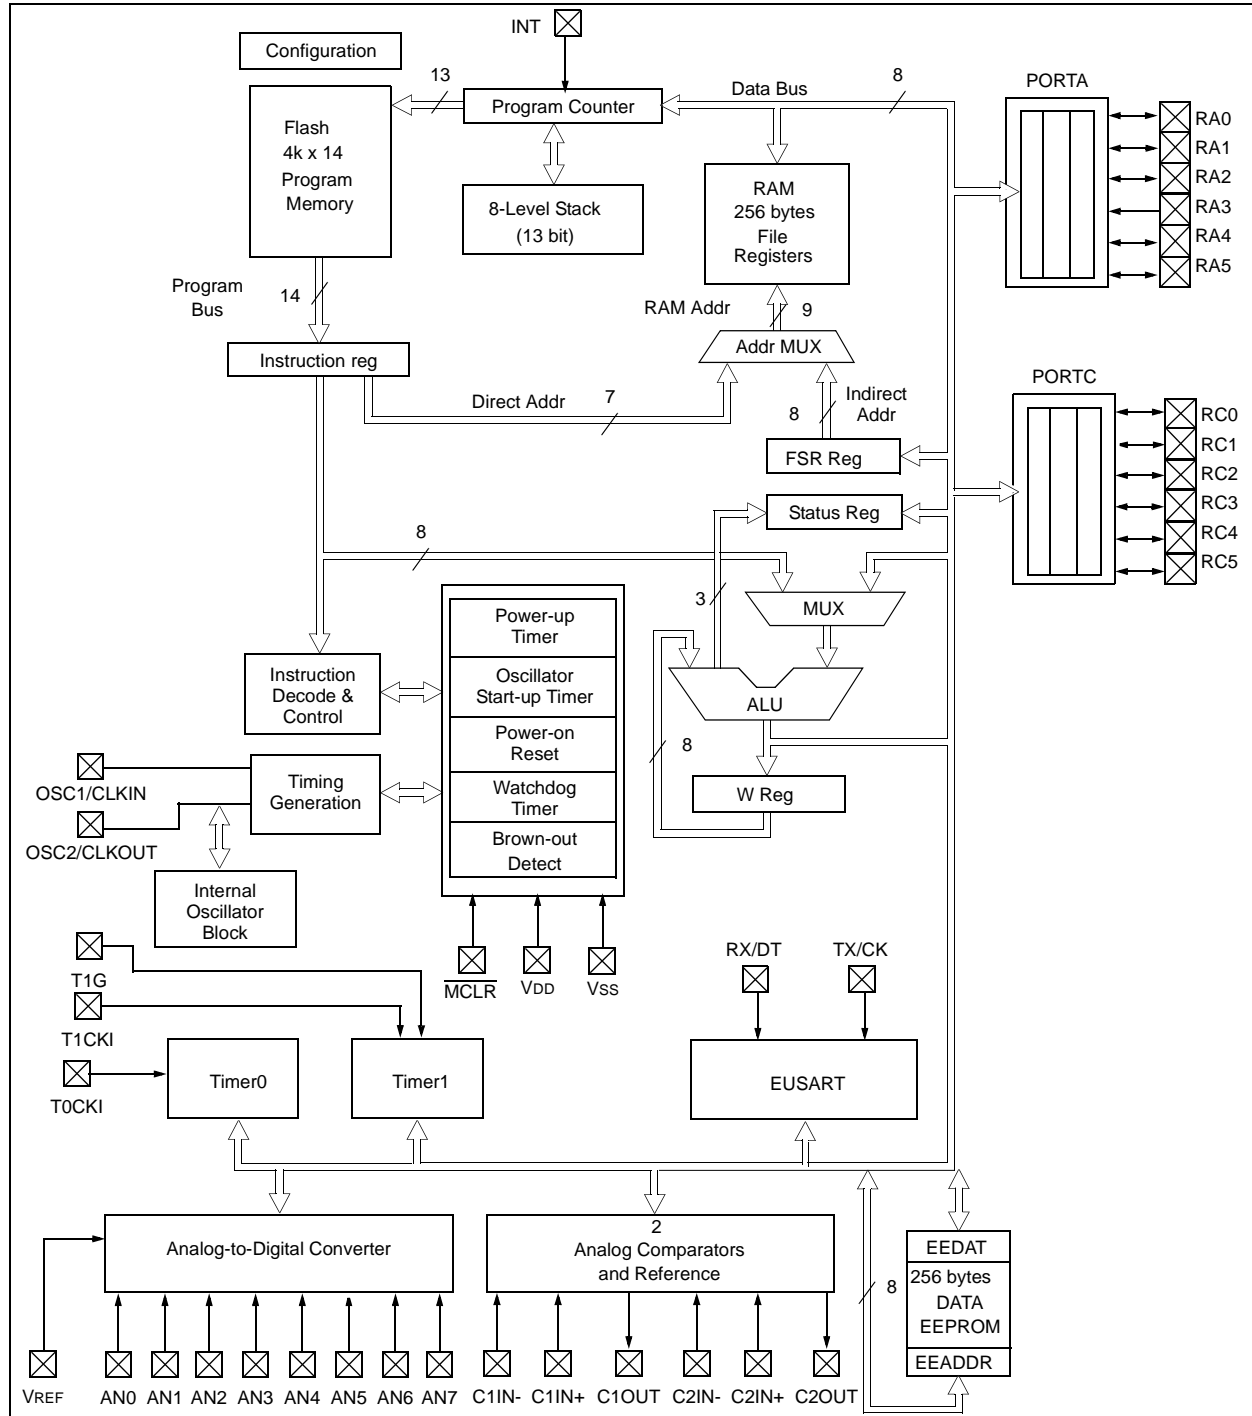 INT
Configuration
13
Data Bus
8
PORTA
Program Counter
Flash
4k x 14
Program
Memory
8-Level Stack
(13 bit)
RAM
256 bytes
File
Registers
RA0
RA1
RA2
RA3
RA4
RA5
Program
Bus
14
RAM Addr
9
Instruction reg
Addr MUX
Direct Addr
7
Indirect
Addr
8
FSR Reg
PORTC
RC0
RC1
RC2
RC3
RC4
RC5
Status Reg
8
3
MUX
Power-up
Timer
Oscillator
Start-up Timer
Power-on
Reset
Watchdog
Timer
Brown-out
Detect
Instruction
Decode &
Control
ALU
8
W Reg
OSC1/CLKIN
Timing
Generation
OSC2/CLKOUT
Internal
Oscillator
Block
MCLR
VDD
VSS
RX/DT
TX/CK
T1G
T1CKI
T0CKI
Timer0
Timer1
EUSART
Analog-to-Digital Converter
2
Analog Comparators
and Reference
EEDAT
256 bytes
DATA
EEPROM
EEADDR
8
VREF
AN0
AN1
AN2
AN3
AN4
AN5
AN6
AN7
C1IN-
C1IN+
C1OUT
C2IN-
C2IN+
C2OUT